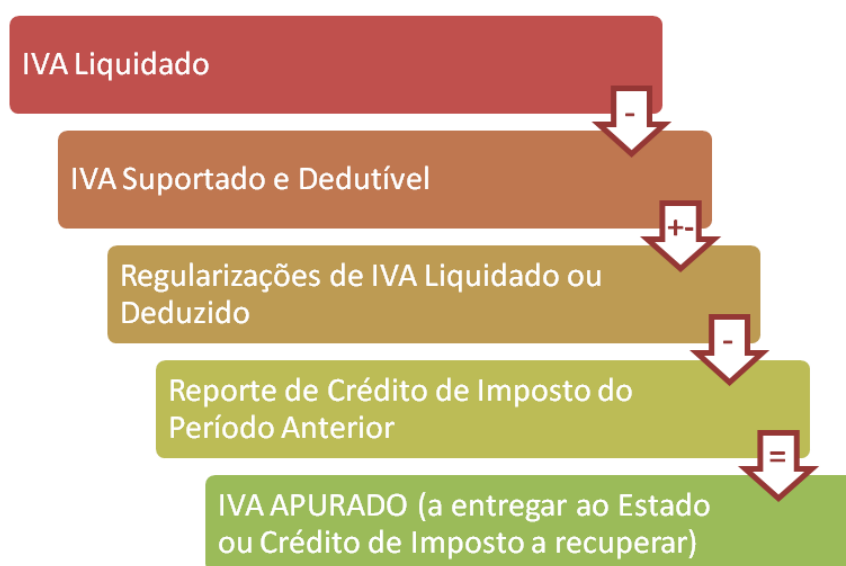 IVA Liquidado
-
IVA Suportado e Dedutível
+-
Regularizações de IVA Liquidado ou
Deduzido
-
Reporte de Crédito de Imposto do
Período Anterior
=
IVA APURADO (a entregar ao Estado
ou Crédito de Imposto a recuperar)